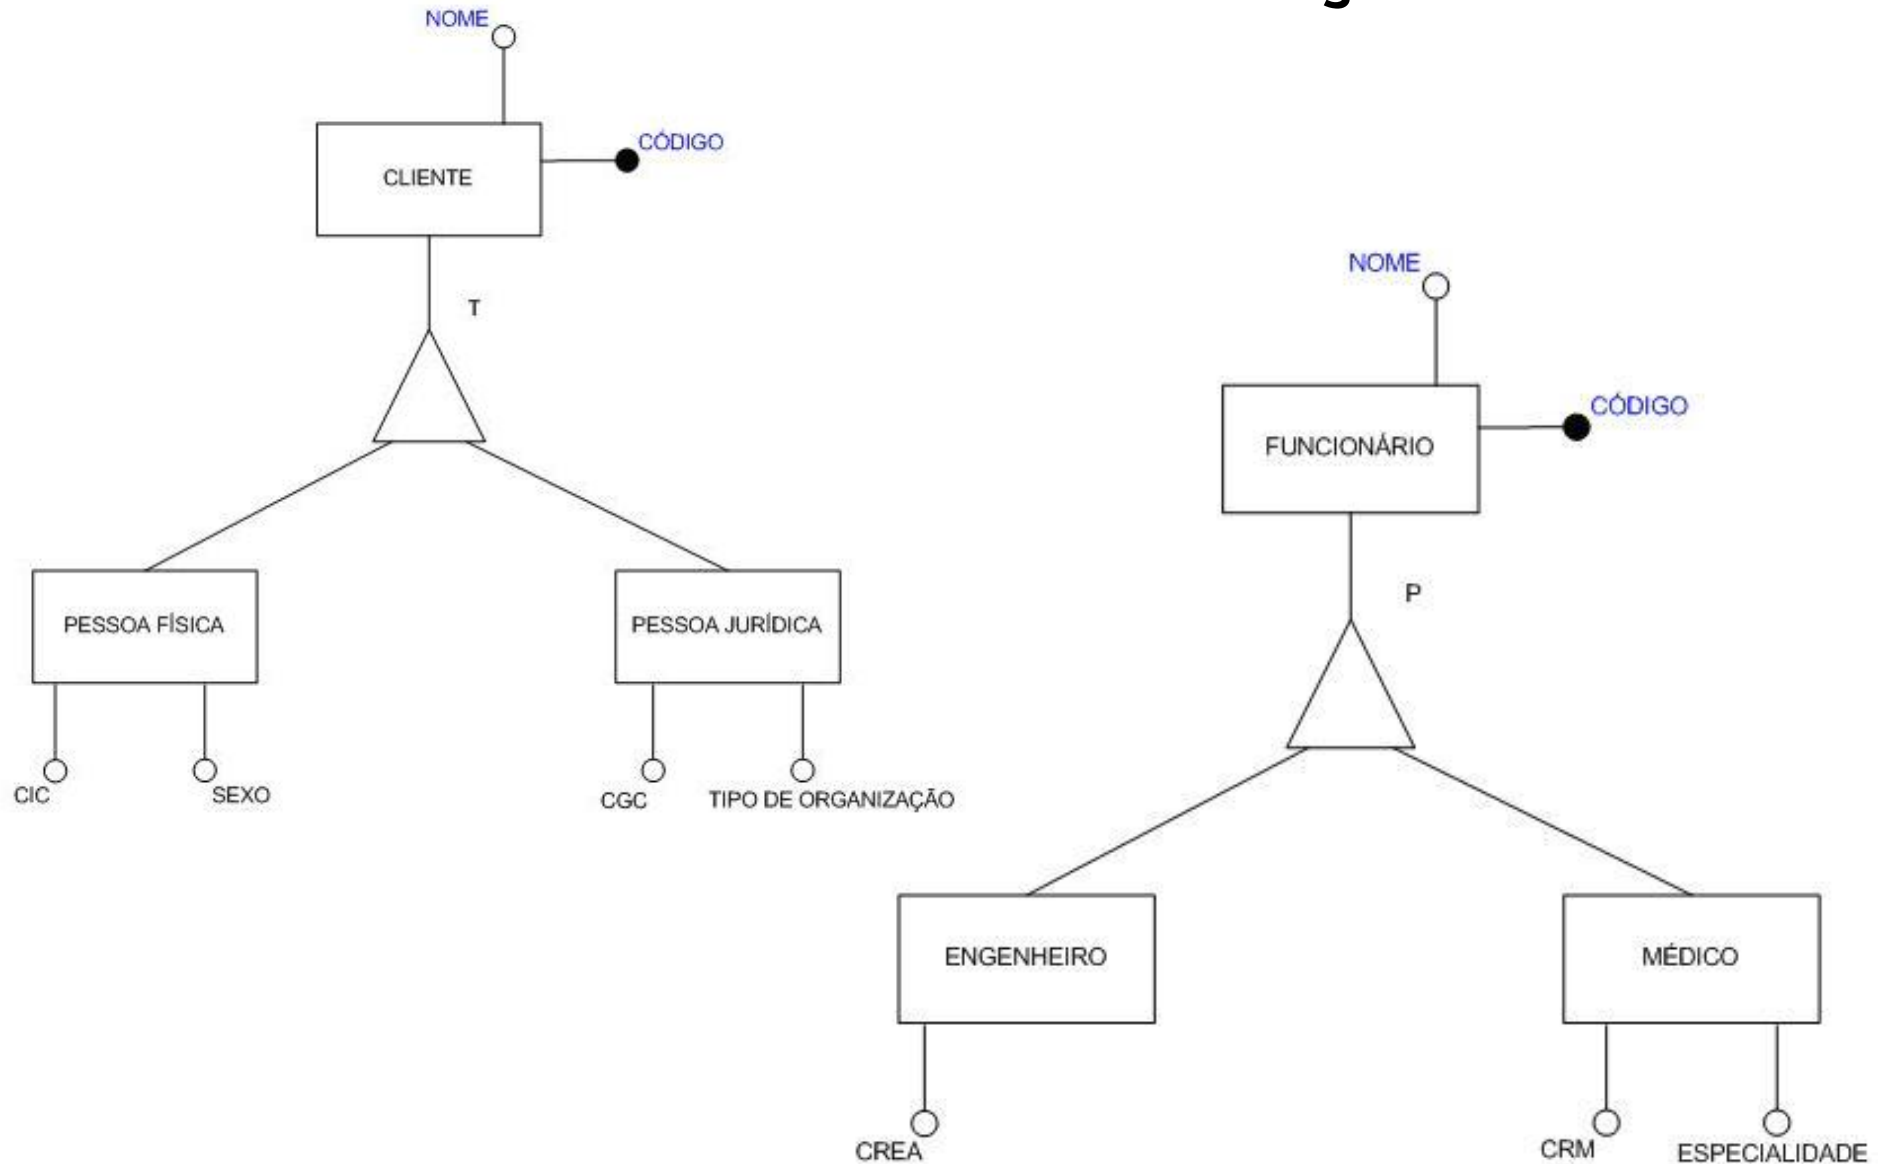 NOME
CÓDIGO
CLIENTE
T
PESSOA FÍSICA
PESSOA JURÍDICA
CIC
SEXO
CGC
TIPO DE ORGANIZAÇÃO
NOME
CÓDIGO
FUNCIONÁRIO
P
ENGENHEIRO
MÉDICO
CREA
CRM
ESPECIALIDADE